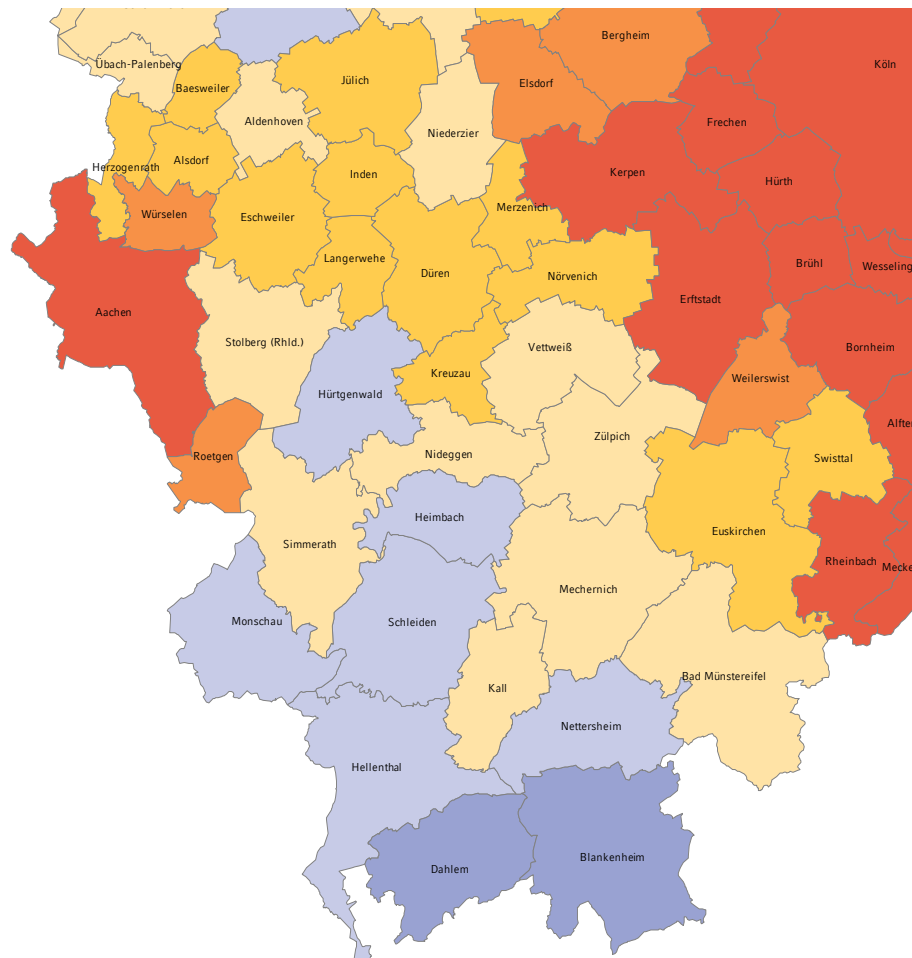 Bergheim
Übach-Palenberg
Köln
Jülich
Elsdorf
Baesweiler
Aldenhoven
Frechen
Niederzier
Alsdorf
Herzogenrath
Inden
Kerpen
Hürth
Merzenich
Würselen
Eschweiler
Langerwehe
Düren
Nörvenich
Brühl
Wesseling
Erftstadt
Aachen
Stolberg (Rhld.)
Vettweiß
Bornheim
Kreuzau
Weilerswist
Hürtgenwald
Alfter
Zülpich
Nideggen
Roetgen
Swisttal
Heimbach
Euskirchen
Simmerath
Rheinbach
Mecke
Mechernich
Monschau
Schleiden
Bad Münstereifel
Kall
Nettersheim
Hellenthal
Blankenheim
Dahlem